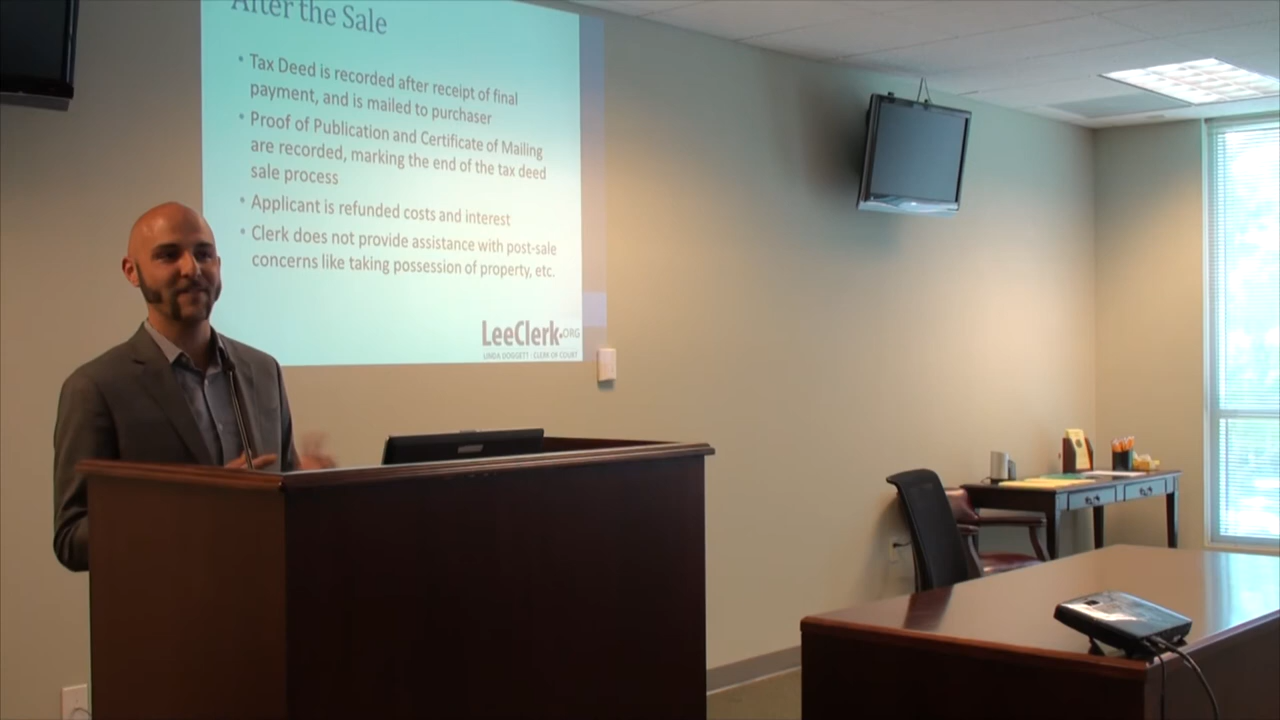 After the Sale
• Tax Deed is recorded after receipt of final
payment, and is mailed to purchaser
• Proof of Publication and Certificate of Mailing
are recorded, marking the end of the tax deed
sale process
• Applicant is refunded costs and interest
• Clerk does not provide assistance with post-sale
concerns like taking possession of property, etc.
LeeClerk.ORG
LINDA DOGGETT · CLERK OF COURT